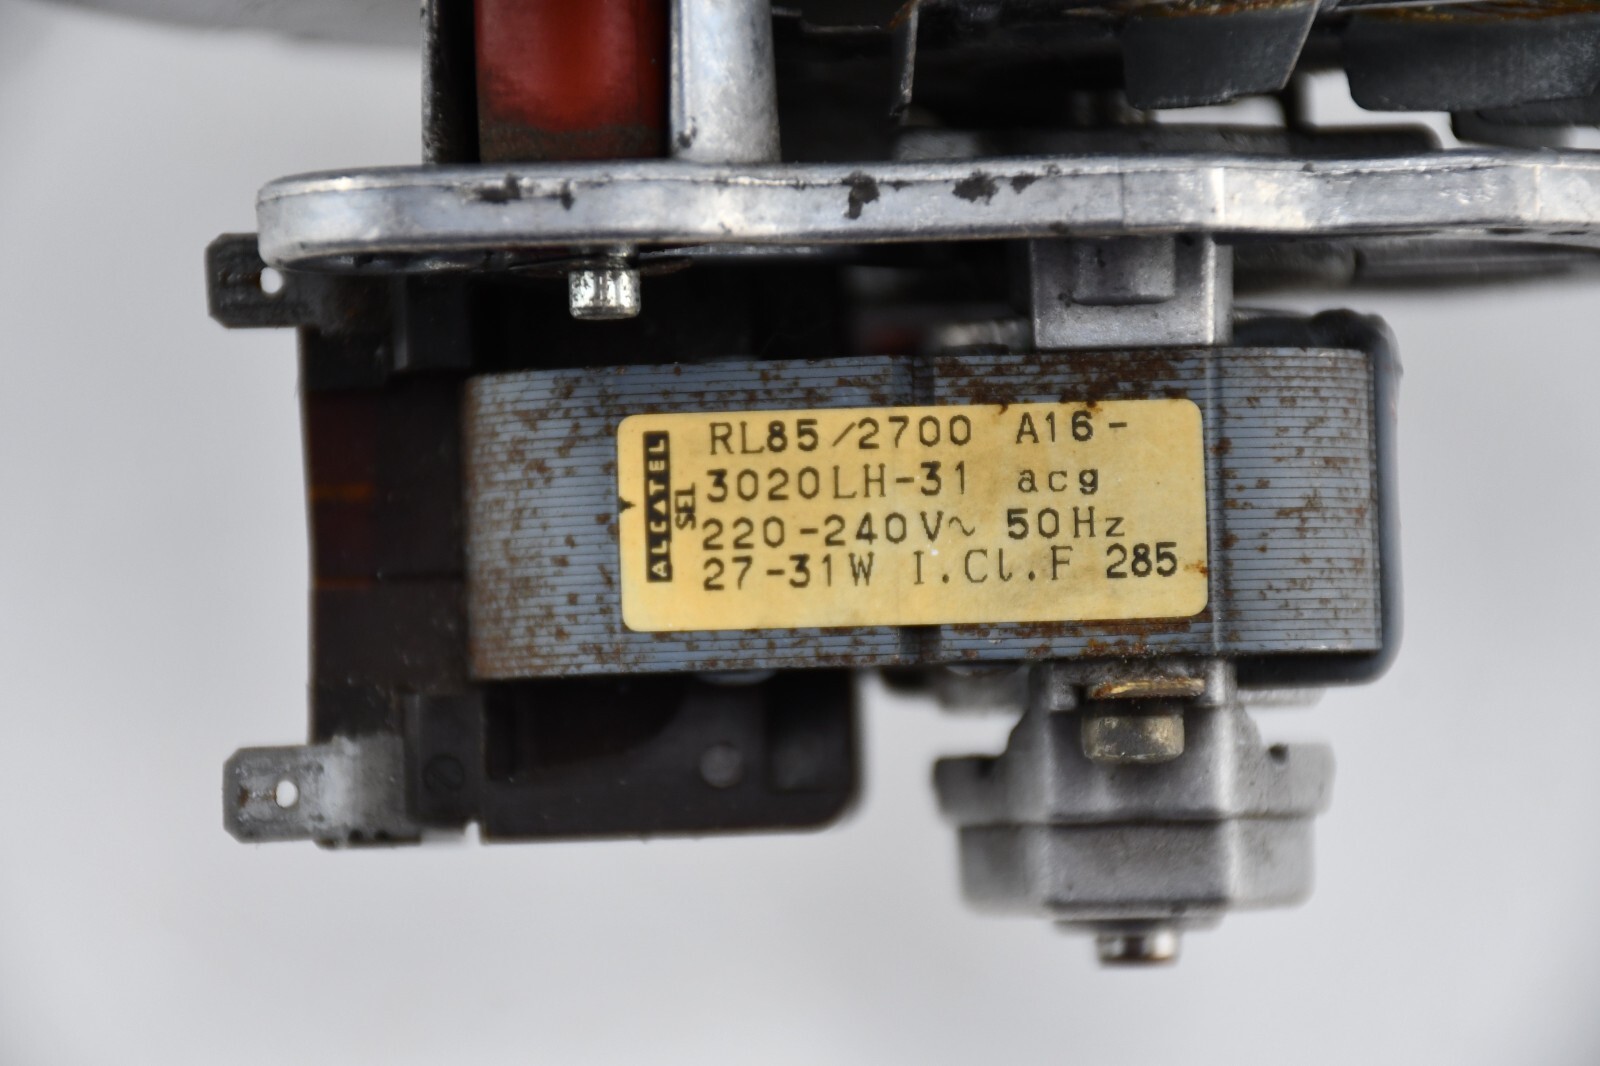 ALCATEL
SEL
RL85/2700 A16-
3020LH-31 acg
220-240V~ 50Hz
27-31W I.Cl.F 285